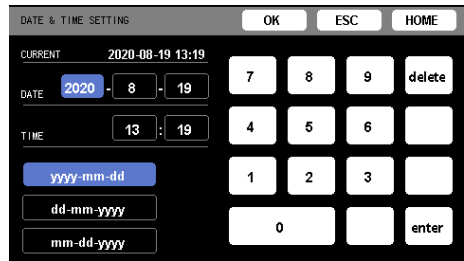 DATE & TIME SETTING OK ESC HOME
CURRENT 2020-08-19 13:19
DATE 2020 - 8 - 19
TIME 13 : 19
yyyy-mm-dd
dd-mm-yyyy
mm-dd-yyyy
7 8 9 delete
4 5 6
1 2 3
0 enter